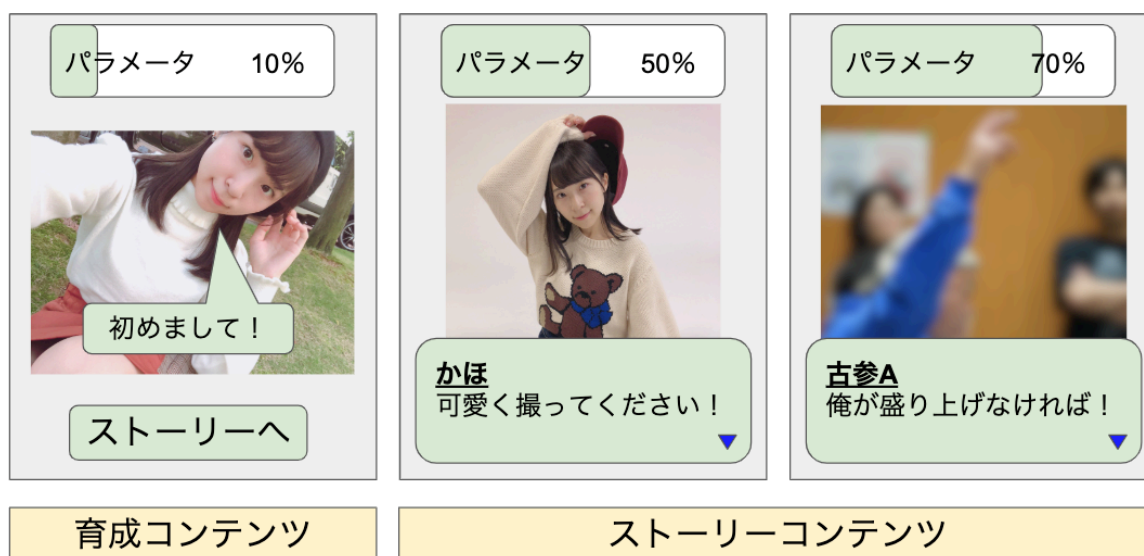 パラメータ 10%
初めまして！
ストーリーへ
育成コンテンツ
パラメータ 50%
かほ
可愛く撮ってください！
パラメータ 70%
古参A
俺が盛り上げなければ！
ストーリーコンテンツ